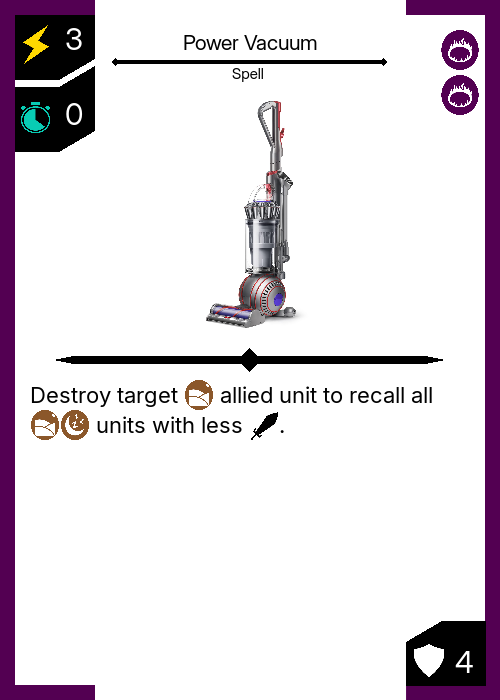 3
Power Vacuum
Spell
0
Destroy target allied unit to recall all
units with less .
4